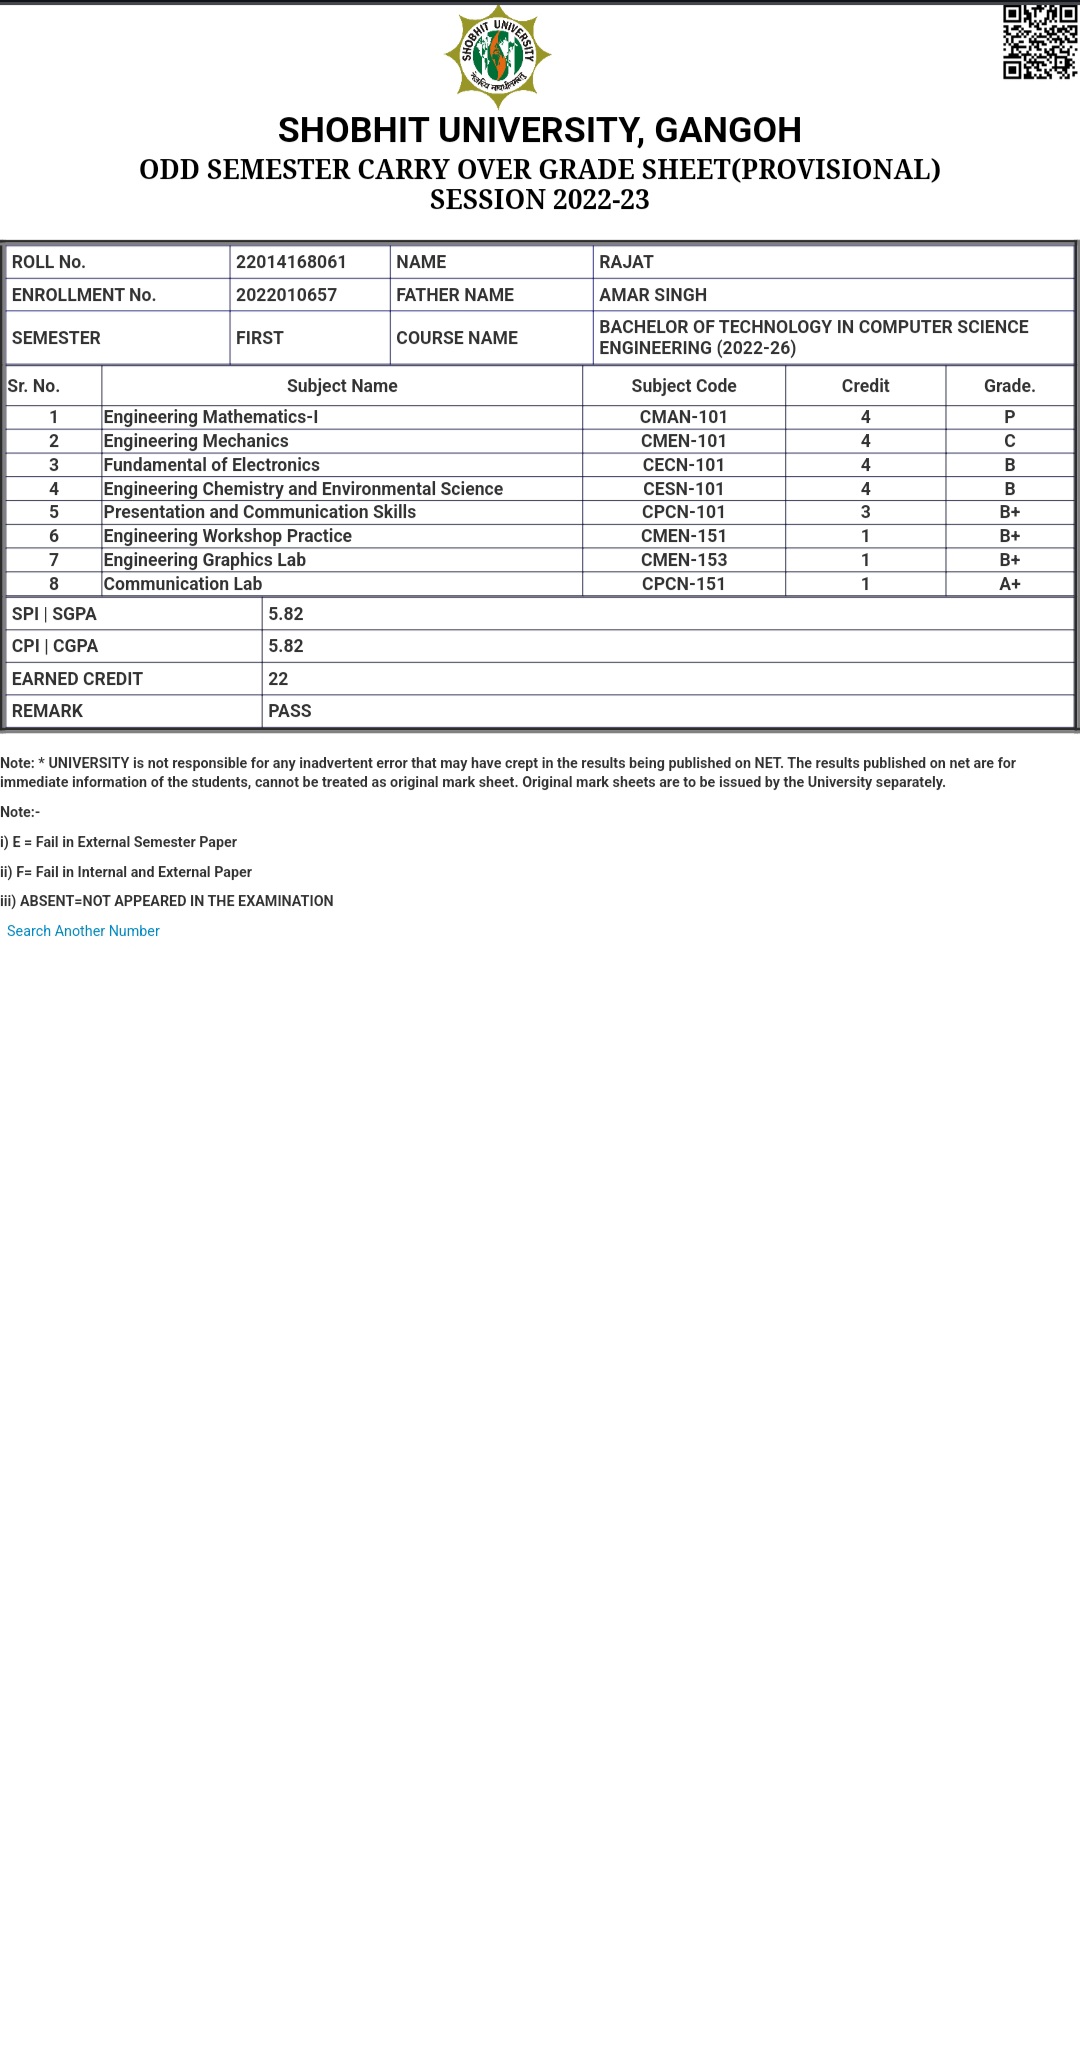 SHOBHIT UNIVERSITY
SHOBHIT UNIVERSITY, GANGOH
ODD SEMESTER CARRY OVER GRADE SHEET(PROVISIONAL)
SESSION 2022-23
ROLL No. 22014168061 NAME RAJAT
ENROLLMENT No. 2022010657 FATHER NAME AMAR SINGH
SEMESTER FIRST COURSE NAME BACHELOR OF TECHNOLOGY IN COMPUTER SCIENCE
ENGINEERING (2022-26)
Sr. No. Subject Name Subject Code Credit Grade.
1 Engineering Mathematics-I CMAN-101 4 P
2 Engineering Mechanics CMEN-101 4 C
3 Fundamental of Electronics CECN-101 4 B
4 Engineering Chemistry and Environmental Science CESN-101 4 B
5 Presentation and Communication Skills CPCN-101 3 B+
6 Engineering Workshop Practice CMEN-151 1 B+
7 Engineering Graphics Lab CMEN-153 1 B+
8 Communication Lab CPCN-151 1 A+
SPI | SGPA 5.82
CPI | CGPA 5.82
EARNED CREDIT 22
REMARK PASS
Note: * UNIVERSITY is not responsible for any inadvertent error that may have crept in the results being published on NET. The results published on net are for
immediate information of the students, cannot be treated as original mark sheet. Original mark sheets are to be issued by the University separately.
Note:-
i) E = Fail in External Semester Paper
ii) F= Fail in Internal and External Paper
iii) ABSENT=NOT APPEARED IN THE EXAMINATION
Search Another Number